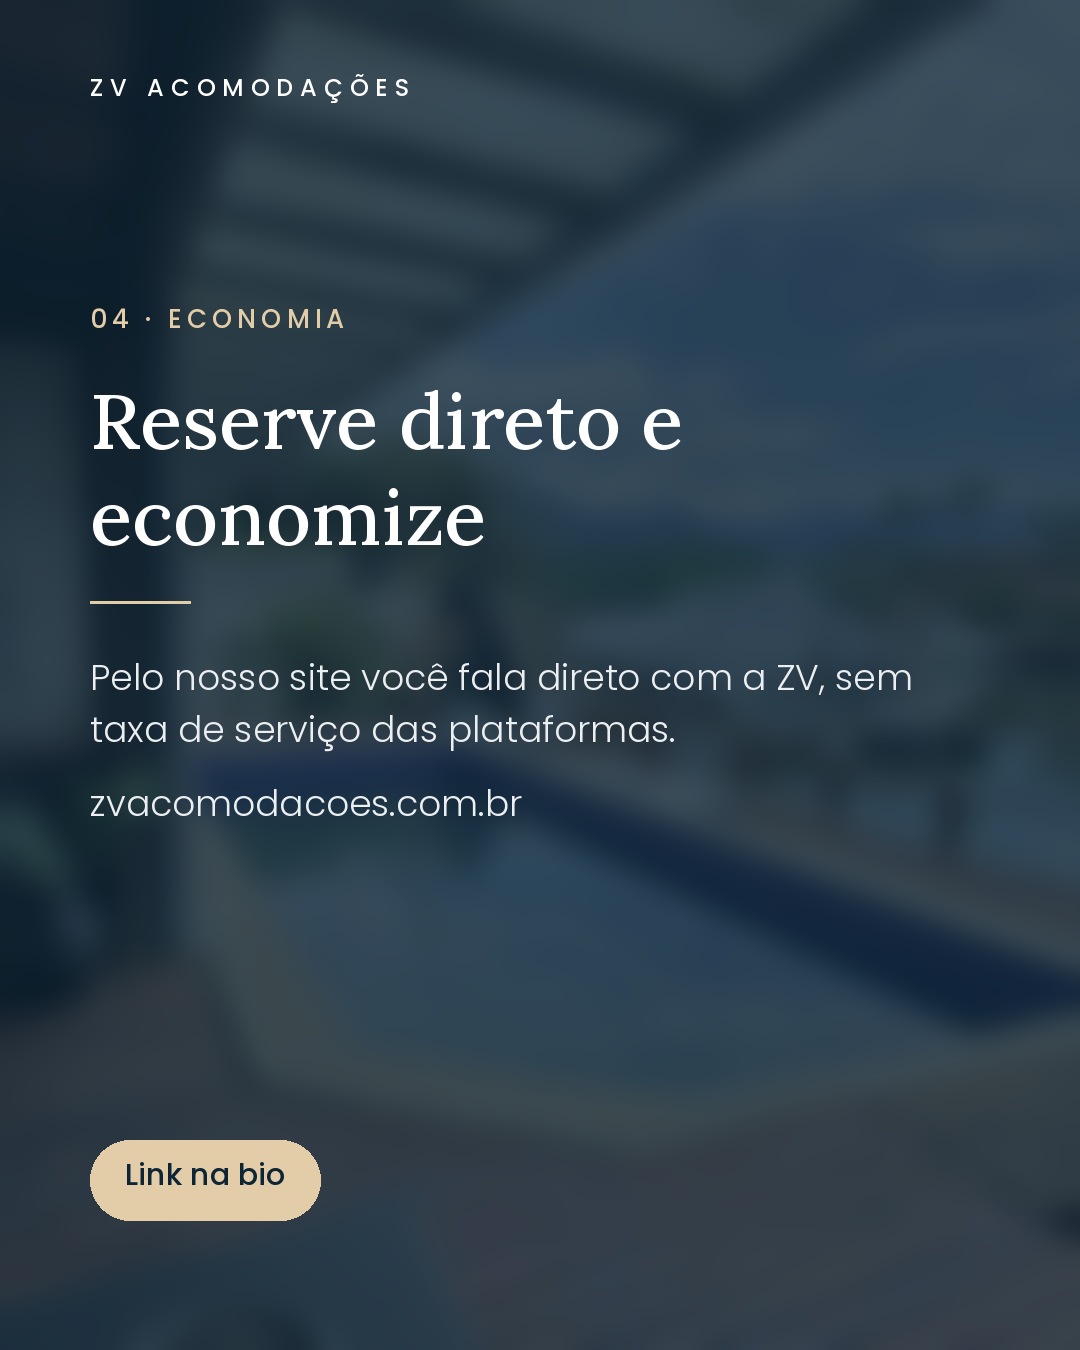 ZV ACOMODAÇÕES
04 · ECONOMIA
Reserve direto e
economize
Pelo nosso site você fala direto com a ZV, sem
taxa de serviço das plataformas.
zvacomodacoes.com.br
Link na bio